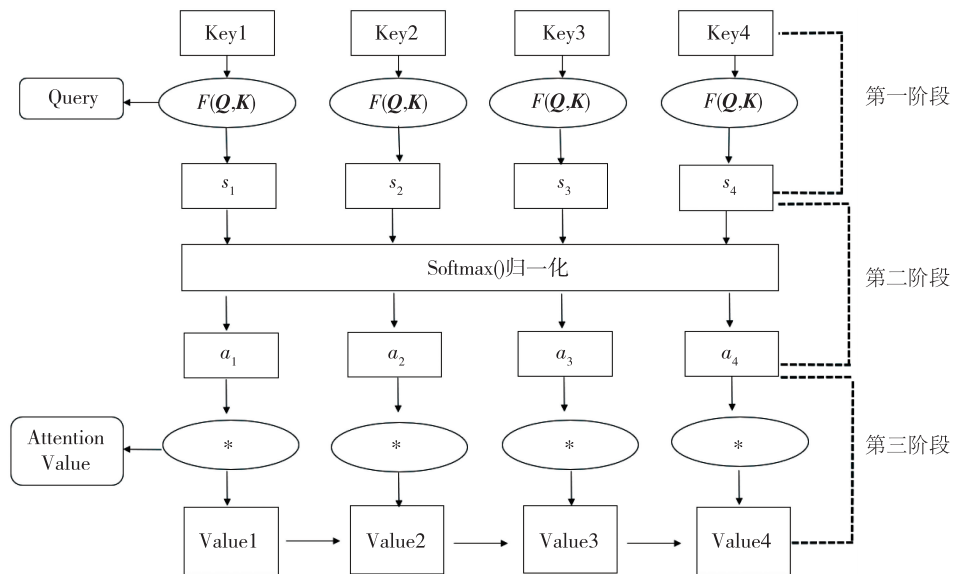 Key1
Key2
Key3
Key4
Query
F(Q,K)
F(Q,K)
F(Q,K)
F(Q,K)
第一阶段
s1
s2
s3
s4
Softmax()归一化
第二阶段
a1
a2
a3
a4
Attention
Value
*
*
*
*
第三阶段
Value1
Value2
Value3
Value4